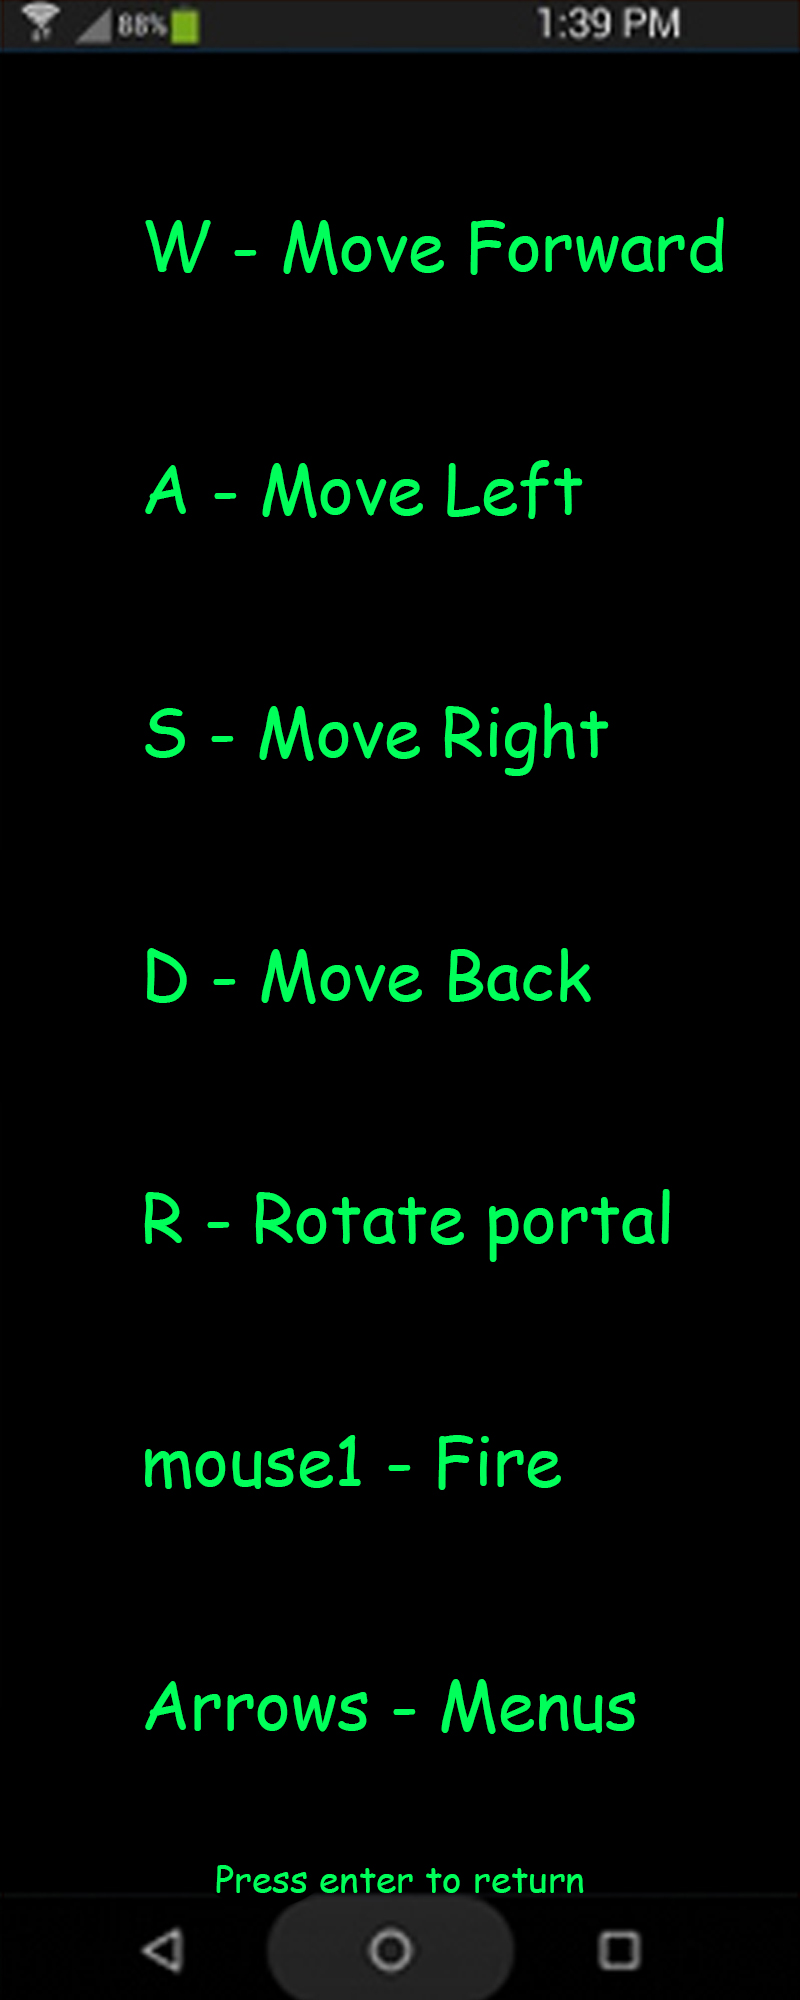 88% 1:39 PM
W - Move Forward
A - Move Left
S - Move Right
D - Move Back
R - Rotate portal
mouse1 - Fire
Arrows - Menus
Press enter to return